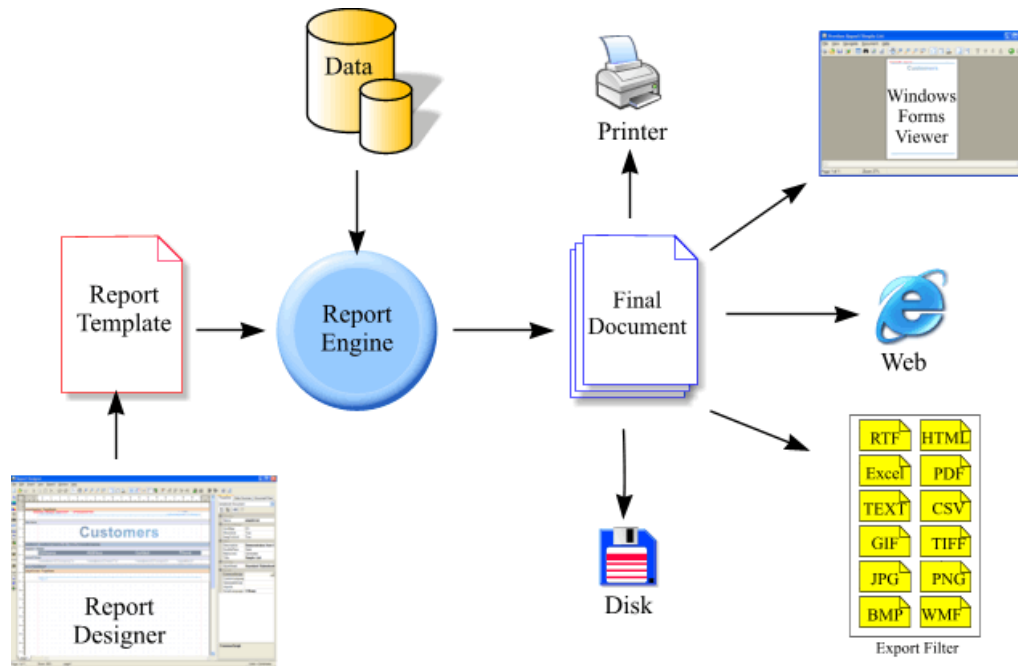 Data
Printer
Customers
Windows
Forms
Viewer
Report
Template
Report
Engine
Final
Document
Web
Customers
Report
Designer
Disk
RTF HTML
Excel PDF
TEXT CSV
GIF TIFF
JPG PNG
BMP WMF
Export Filter